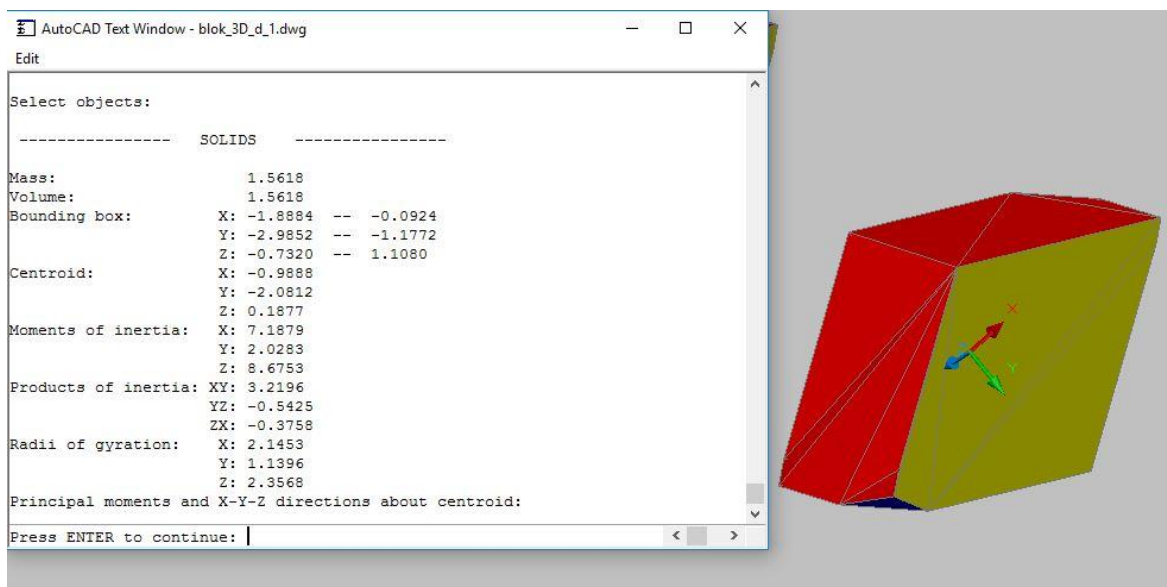 AutoCAD Text Window - blok_3D_d_1.dwg
Edit
Select objects:
---------------- SOLIDS ----------------
Mass: 1.5618
Volume: 1.5618
Bounding box: X: -1.8884 -- -0.0924
Y: -2.9852 -- -1.1772
Z: -0.7320 -- 1.1080
Centroid: X: -0.9888
Y: -2.0812
Z: 0.1877
Moments of inertia: X: 7.1879
Y: 2.0283
Z: 8.6753
Products of inertia: XY: 3.2196
YZ: -0.5425
ZX: -0.3758
Radii of gyration: X: 2.1453
Y: 1.1396
Z: 2.3568
Principal moments and X-Y-Z directions about centroid:
Press ENTER to continue:
X
Y